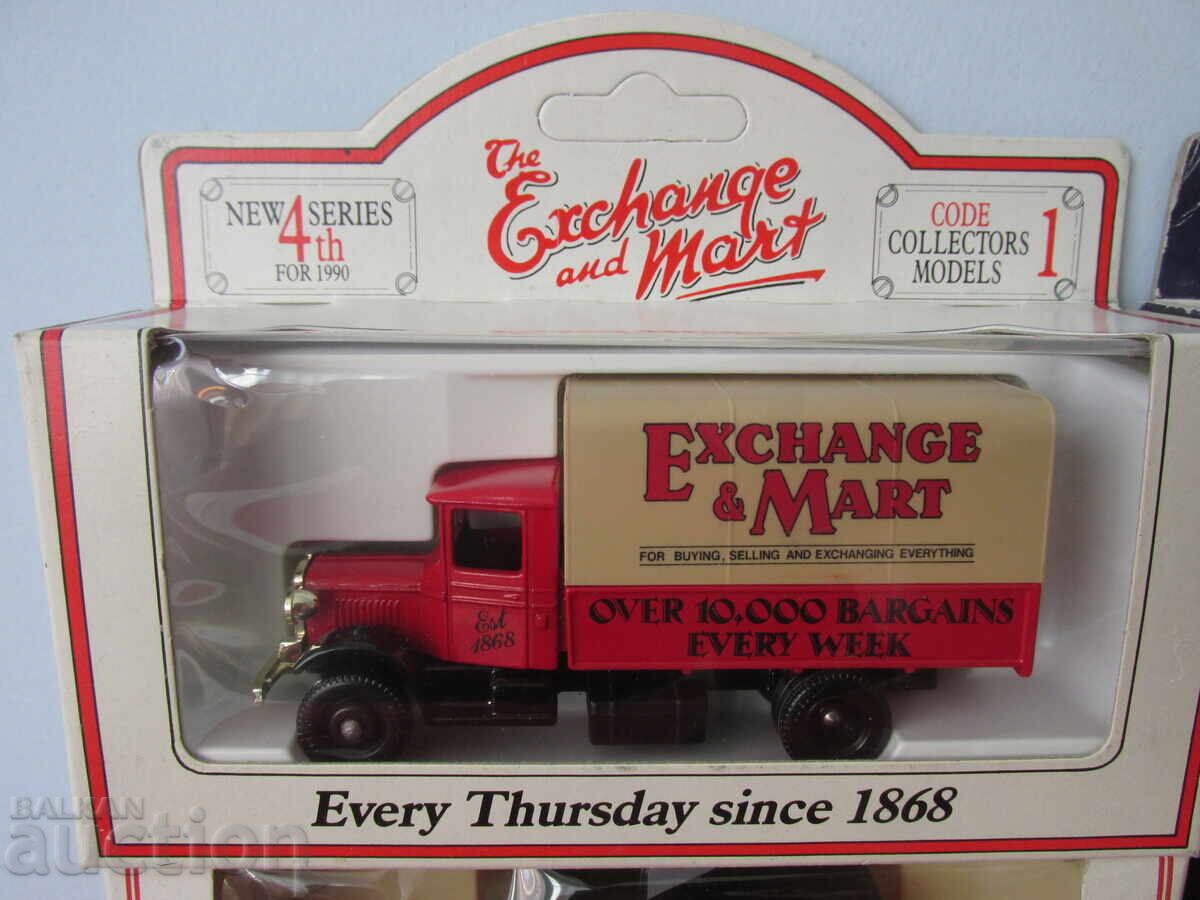 The
Exchange
and Mart
NEW 4th SERIES
FOR 1990
CODE 1
COLLECTORS
MODELS
EXCHANGE
& MART
FOR BUYING, SELLING AND EXCHANGING EVERYTHING
OVER 10,000 BARGAINS
EVERY WEEK
Est
1868
Every Thursday since 1868
BALKAN
auction